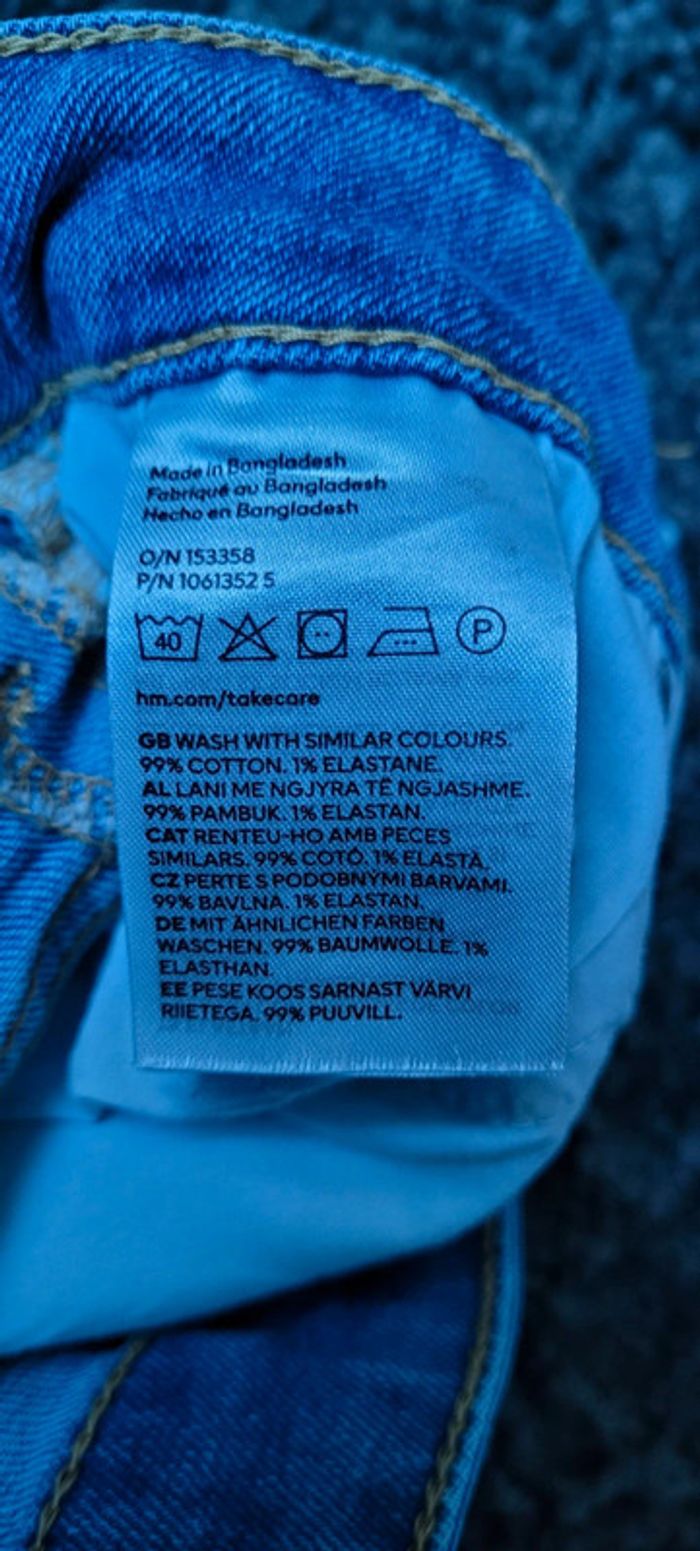 Made in Bangladesh
Fabriqué au Bangladesh
Hecho en Bangladesh
O/N 153358
P/N 1061352 5
40 P
hm.com/takecare
GB WASH WITH SIMILAR COLOURS.
99% COTTON. 1% ELASTANE.
AL LANI ME NGJYRA TË NGJASHME.
99% PAMBUK. 1% ELASTAN.
CAT RENTEU-HO AMB PECES
SIMILARS. 99% COTÓ. 1% ELASTÀ.
CZ PERTE S PODOBNÝMI BARVAMI.
99% BAVLNA. 1% ELASTAN.
DE MIT ÄHNLICHEN FARBEN
WASCHEN. 99% BAUMWOLLE. 1%
ELASTHAN.
EE PESE KOOS SARNAST VÄRVI
RIIETEGA. 99% PUUVILL.